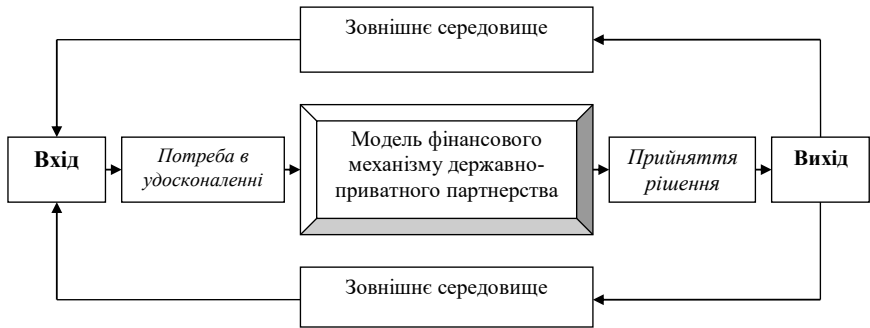 Зовнішнє середовище
Вхід
Потреба в
удосконаленні
Модель фінансового
механізму державно-
приватного партнерства
Прийняття
рішення
Вихід
Зовнішнє середовище